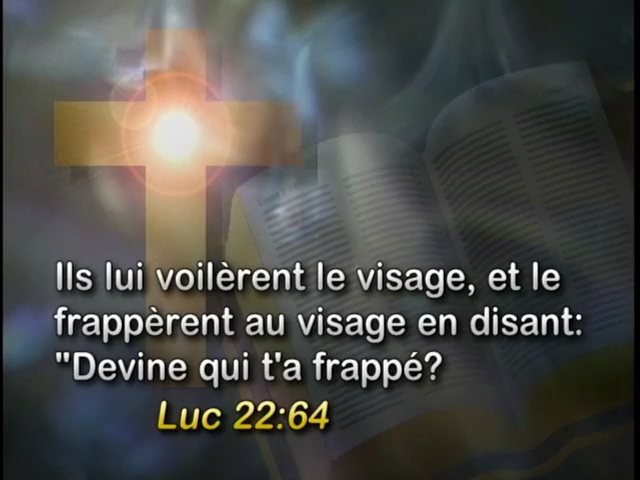 Ils lui voilèrent le visage, et le
frappèrent au visage en disant:
"Devine qui t'a frappé?
Luc 22:64